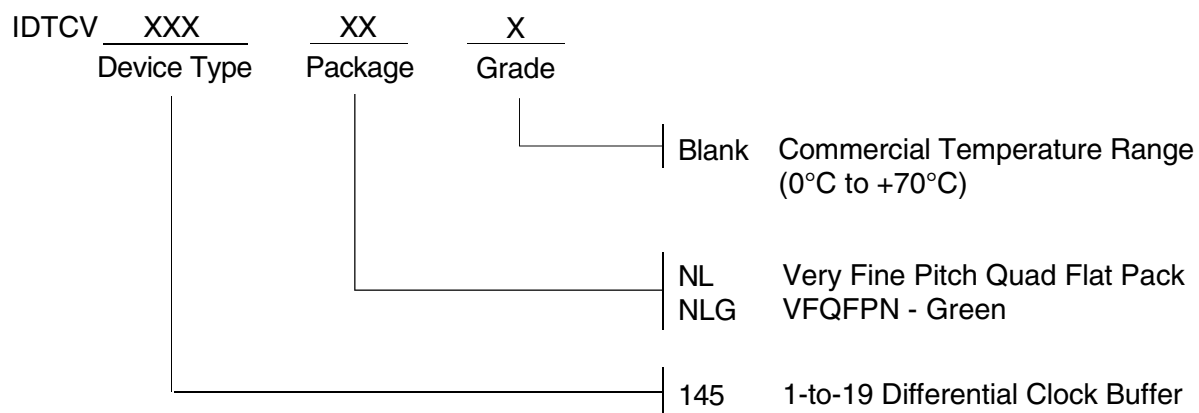 IDTCV XXX XX X
Device Type Package Grade
Blank Commercial Temperature Range
(0°C to +70°C)
NL Very Fine Pitch Quad Flat Pack
NLG VFQFPN - Green
145 1-to-19 Differential Clock Buffer